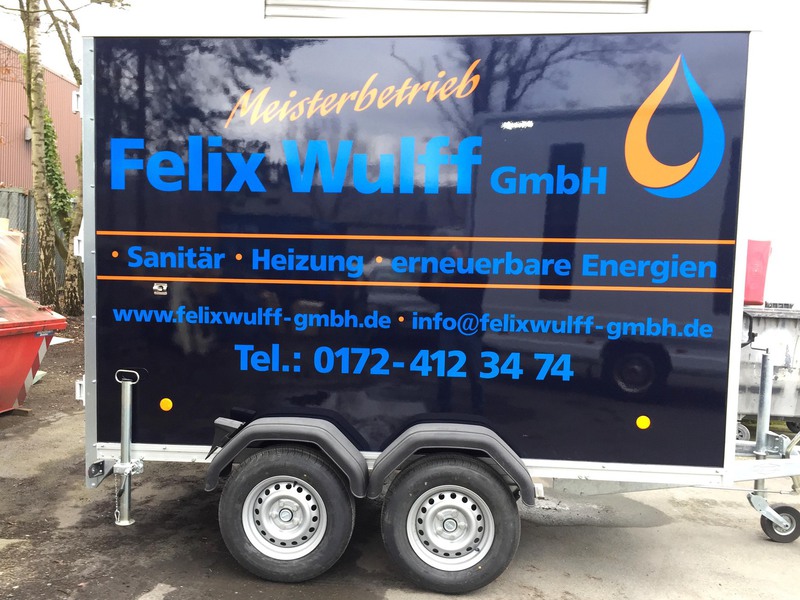 Meisterbetrieb
Felix Wulff GmbH
• Sanitär • Heizung • erneuerbare Energien
www.felixwulff-gmbh.de • info@felixwulff-gmbh.de
Tel.: 0172-412 34 74